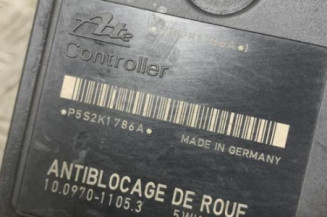 Ate
Controller
*P5S2K1786A*
MADE IN GERMANY
ANTIBLOCAGE DE ROUE
10.0970-1105.3